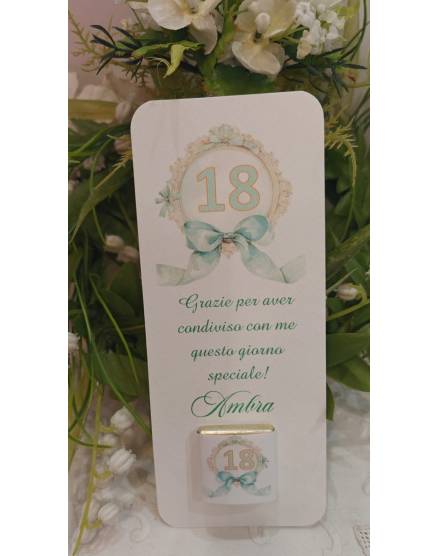 18
Grazie per aver
condiviso con me
questo giorno
speciale!
Ambra
18